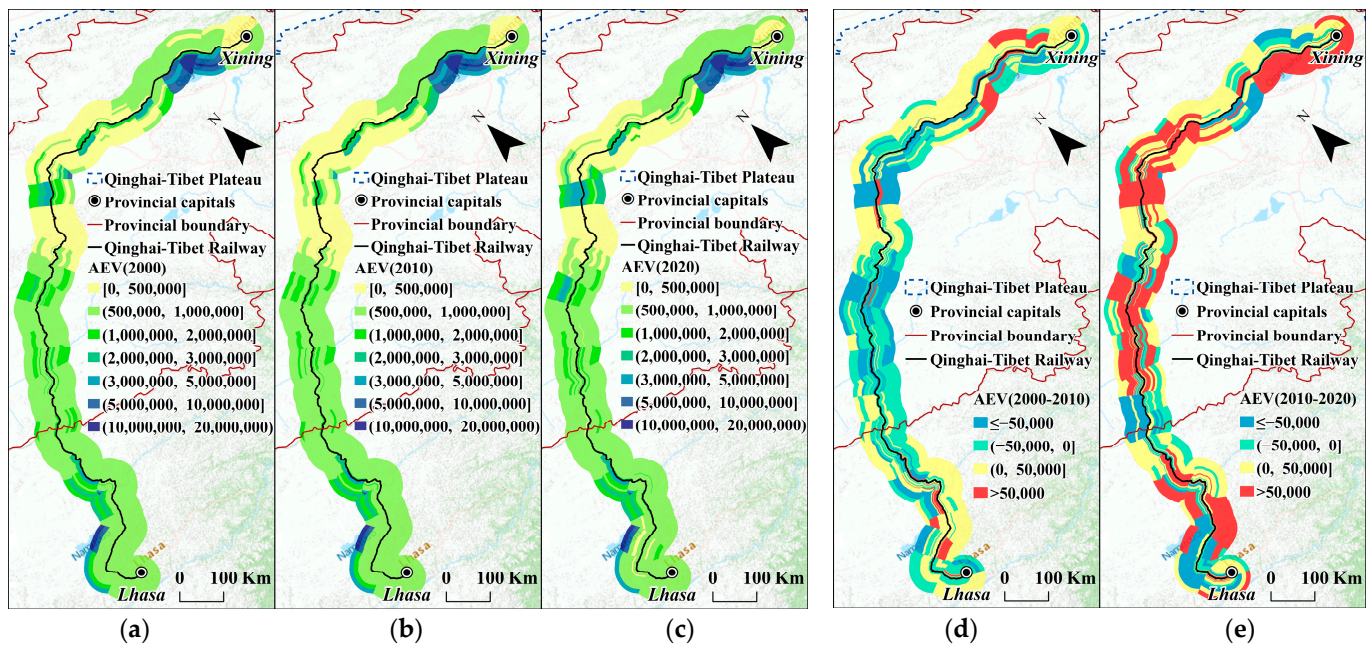 Xining
N
Qinghai-Tibet Plateau
Provincial capitals
Provincial boundary
Qinghai-Tibet Railway
AEV(2000)
[0, 500,000]
(500,000, 1,000,000]
(1,000,000, 2,000,000]
(2,000,000, 3,000,000]
(3,000,000, 5,000,000]
(5,000,000, 10,000,000]
(10,000,000, 20,000,000)
Lhasa
0 100 Km
(a)
Xining
N
Qinghai-Tibet Plateau
Provincial capitals
Provincial boundary
Qinghai-Tibet Railway
AEV(2010)
[0, 500,000]
(500,000, 1,000,000]
(1,000,000, 2,000,000]
(2,000,000, 3,000,000]
(3,000,000, 5,000,000]
(5,000,000, 10,000,000]
(10,000,000, 20,000,000)
Lhasa
0 100 Km
(b)
Xining
N
Qinghai-Tibet Plateau
Provincial capitals
Provincial boundary
Qinghai-Tibet Railway
AEV(2020)
[0, 500,000]
(500,000, 1,000,000]
(1,000,000, 2,000,000]
(2,000,000, 3,000,000]
(3,000,000, 5,000,000]
(5,000,000, 10,000,000]
(10,000,000, 20,000,000)
Lhasa
0 100 Km
(c)
Xining
N
Qinghai-Tibet Plateau
Provincial capitals
Provincial boundary
Qinghai-Tibet Railway
AEV(2000-2010)
≤−50,000
(−50,000, 0]
(0, 50,000]
>50,000
Lhasa
0 100 Km
(d)
Xining
N
Qinghai-Tibet Plateau
Provincial capitals
Provincial boundary
Qinghai-Tibet Railway
AEV(2010-2020)
≤−50,000
(−50,000, 0]
(0, 50,000]
>50,000
Lhasa
0 100 Km
(e)